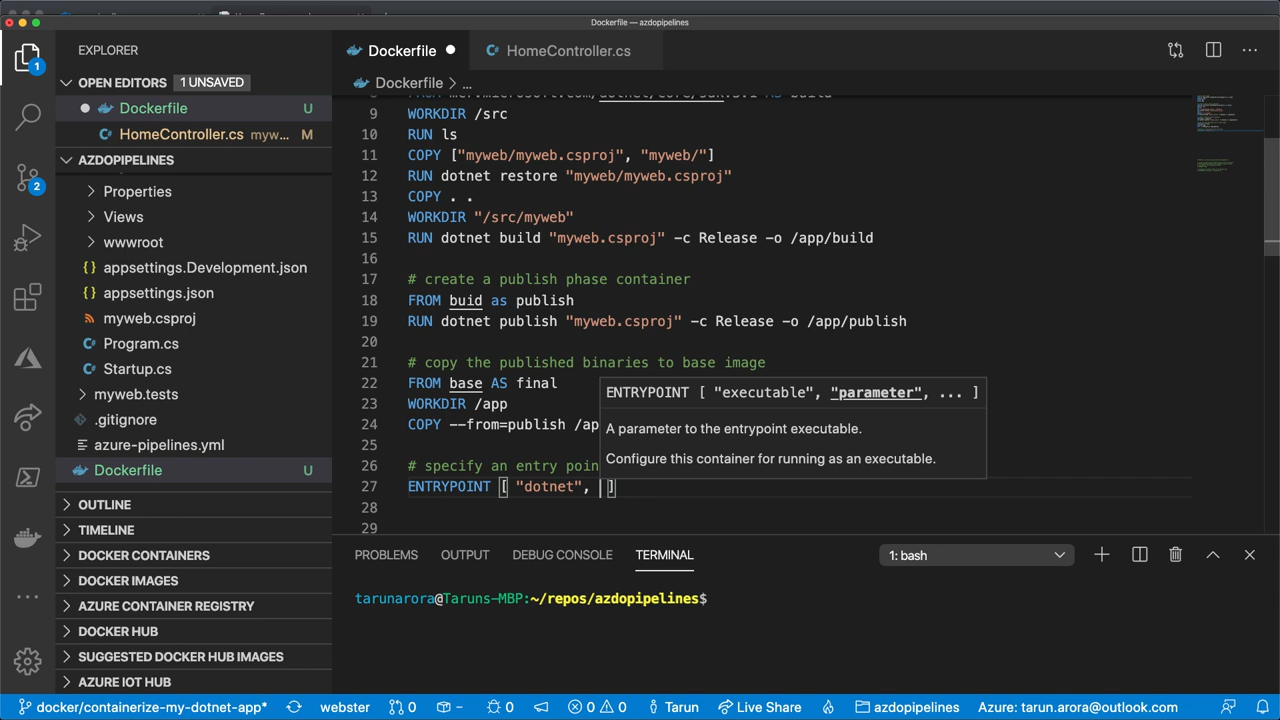 Dockerfile — azdopipelines
EXPLORER
Dockerfile
HomeController.cs
OPEN EDITORS 1 UNSAVED
Dockerfile > ...
Dockerfile U
HomeController.cs myw... M
AZDOPIPELINES
Properties
Views
wwwroot
appsettings.Development.json
appsettings.json
myweb.csproj
Program.cs
Startup.cs
myweb.tests
.gitignore
azure-pipelines.yml
Dockerfile U
OUTLINE
TIMELINE
DOCKER CONTAINERS
DOCKER IMAGES
AZURE CONTAINER REGISTRY
DOCKER HUB
SUGGESTED DOCKER HUB IMAGES
AZURE IOT HUB
1
2
9 WORKDIR /src
10 RUN ls
11 COPY ["myweb/myweb.csproj", "myweb/"]
12 RUN dotnet restore "myweb/myweb.csproj"
13 COPY . .
14 WORKDIR "/src/myweb"
15 RUN dotnet build "myweb.csproj" -c Release -o /app/build
16
17 # create a publish phase container
18 FROM buid as publish
19 RUN dotnet publish "myweb.csproj" -c Release -o /app/publish
20
21 # copy the published binaries to base image
22 FROM base AS final
23 WORKDIR /app
24 COPY --from=publish /ap
25
26 # specify an entry poin
27 ENTRYPOINT [ "dotnet", ]
28
29
ENTRYPOINT [ "executable", "parameter", ... ]
A parameter to the entrypoint executable.
Configure this container for running as an executable.
PROBLEMS OUTPUT DEBUG CONSOLE TERMINAL
1: bash
tarunarora@Taruns-MBP:~/repos/azdopipelines$
docker/containerize-my-dotnet-app* webster 0 - 0 0 0 Tarun Live Share azdopipelines Azure: tarun.arora@outlook.com